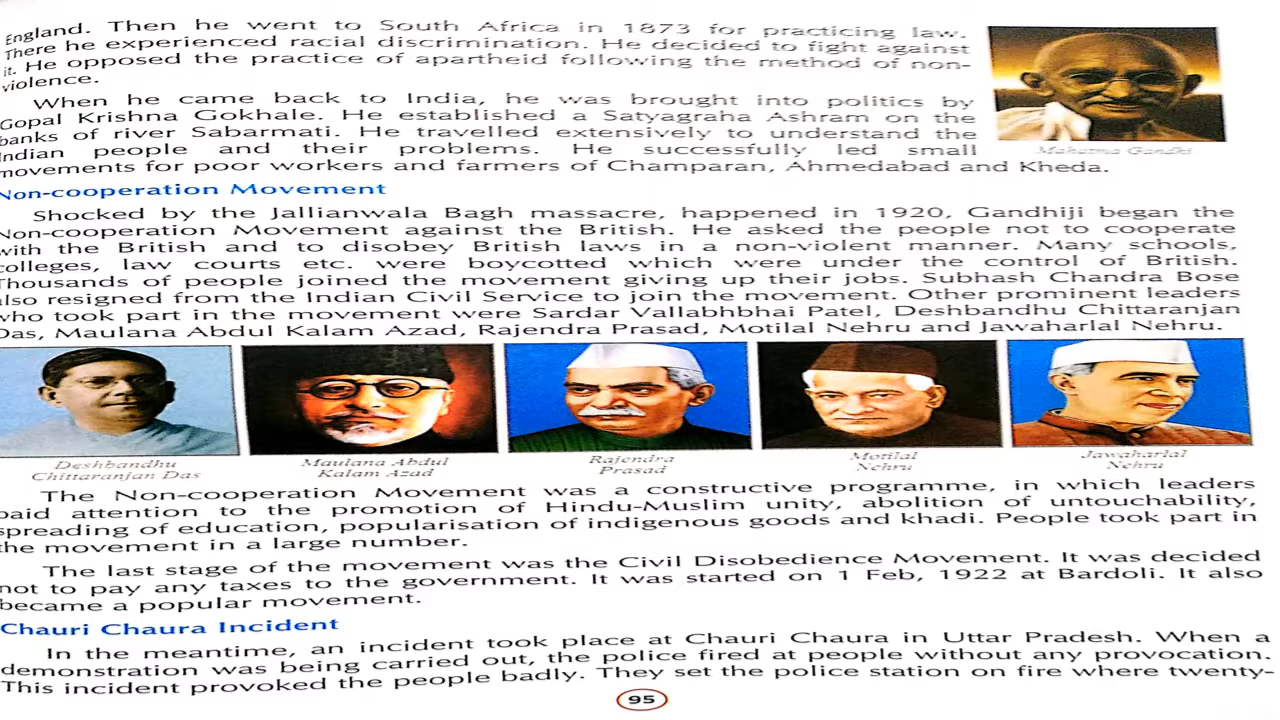 England. Then he went to South Africa in 1873 for practicing law.
There he experienced racial discrimination. He decided to fight against
it. He opposed the practice of apartheid following the method of non-
violence.
When he came back to India, he was brought into politics by
Gopal Krishna Gokhale. He established a Satyagraha Ashram on the
banks of river Sabarmati. He travelled extensively to understand the
Indian people and their problems. He successfully led small
movements for poor workers and farmers of Champaran, Ahmedabad and Kheda.
Mahatma Gandhi
Non-cooperation Movement
Shocked by the Jallianwala Bagh massacre, happened in 1920, Gandhiji began the
Non-cooperation Movement against the British. He asked the people not to cooperate
with the British and to disobey British laws in a non-violent manner. Many schools,
colleges, law courts etc. were boycotted which were under the control of British.
Thousands of people joined the movement giving up their jobs. Subhash Chandra Bose
also resigned from the Indian Civil Service to join the movement. Other prominent leaders
who took part in the movement were Sardar Vallabhbhai Patel, Deshbandhu Chittaranjan
Das, Maulana Abdul Kalam Azad, Rajendra Prasad, Motilal Nehru and Jawaharlal Nehru.
Deshbandhu
Chittaranjan Das
Maulana Abdul
Kalam Azad
Rajendra
Prasad
Motilal
Nehru
Jawaharlal
Nehru
The Non-cooperation Movement was a constructive programme, in which leaders
paid attention to the promotion of Hindu-Muslim unity, abolition of untouchability,
spreading of education, popularisation of indigenous goods and khadi. People took part in
the movement in a large number.
The last stage of the movement was the Civil Disobedience Movement. It was decided
not to pay any taxes to the government. It was started on 1 Feb, 1922 at Bardoli. It also
became a popular movement.
Chauri Chaura Incident
In the meantime, an incident took place at Chauri Chaura in Uttar Pradesh. When a
demonstration was being carried out, the police fired at people without any provocation.
This incident provoked the people badly. They set the police station on fire where twenty-
95